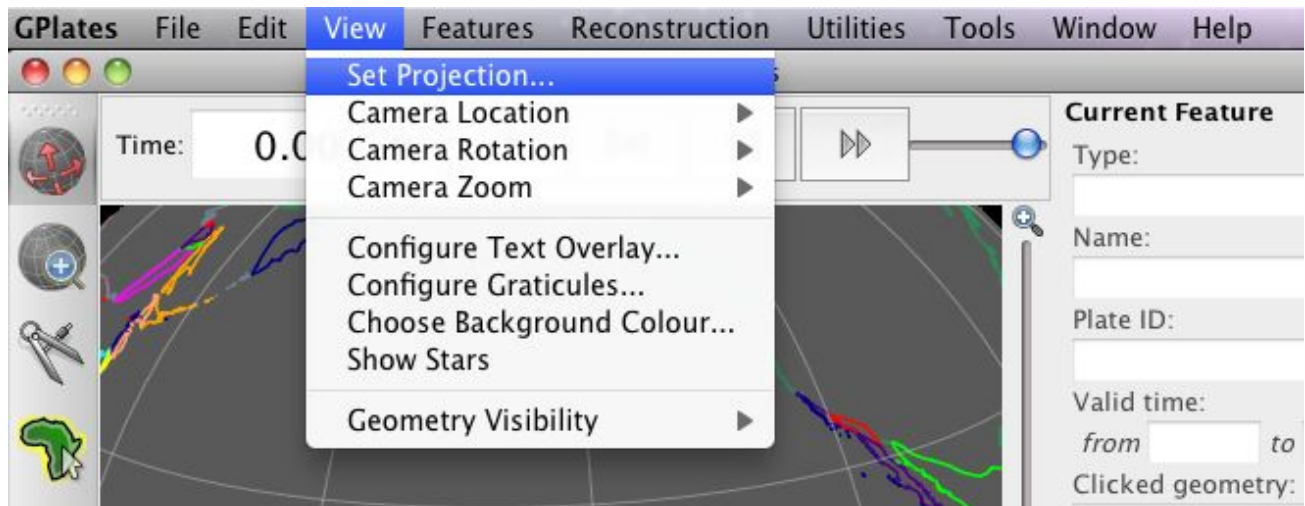 GPlates File Edit View Features Reconstruction Utilities Tools Window Help
Set Projection...
Camera Location
Camera Rotation
Camera Zoom
Configure Text Overlay...
Configure Graticules...
Choose Background Colour...
Show Stars
Geometry Visibility
Time: 0.0
Current Feature
Type:
Name:
Plate ID:
Valid time:
from to
Clicked geometry: